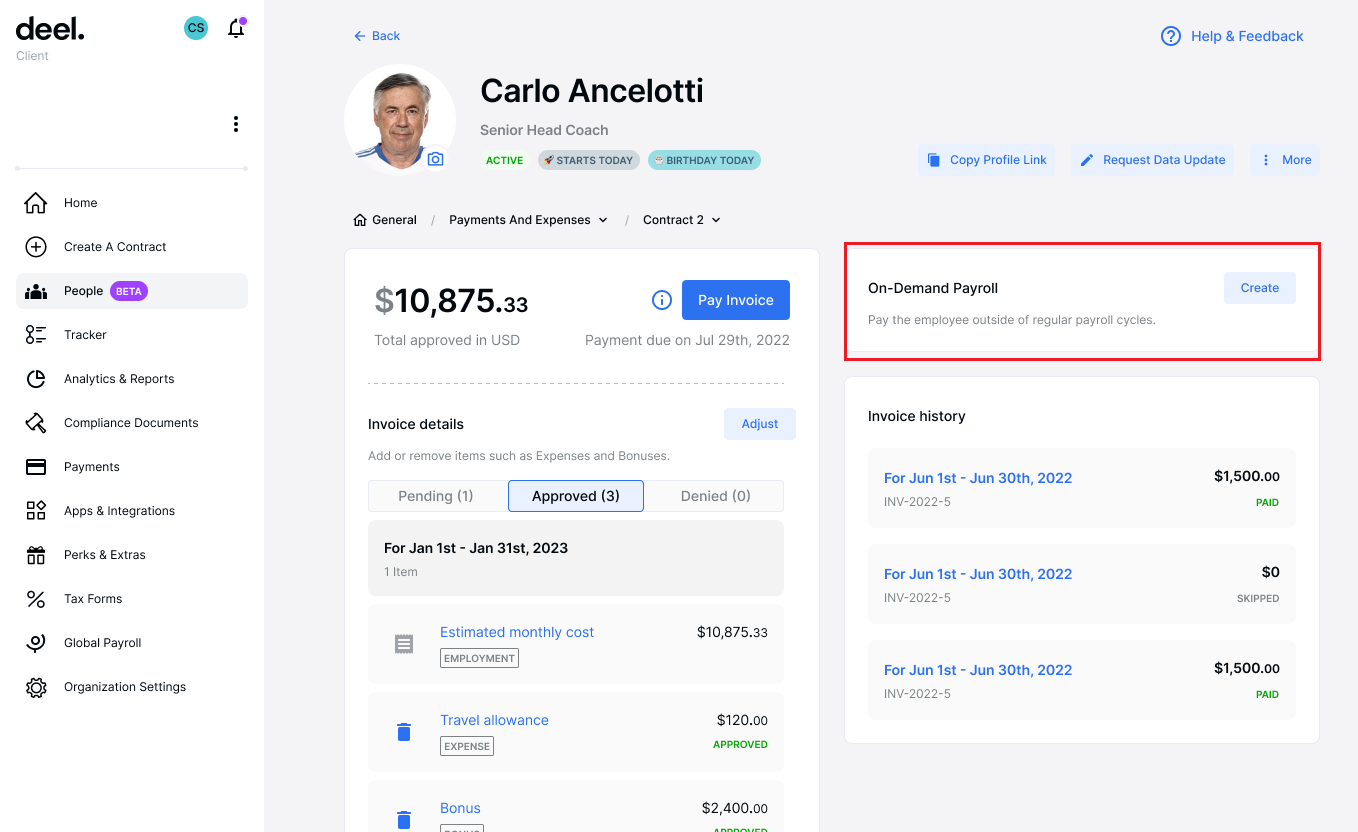 deel.
CS
Client
Home
Create A Contract
People BETA
Tracker
Analytics & Reports
Compliance Documents
Payments
Apps & Integrations
Perks & Extras
Tax Forms
Global Payroll
Organization Settings
Back
Help & Feedback
Carlo Ancelotti
Senior Head Coach
ACTIVE 🚀 STARTS TODAY 🎂 BIRTHDAY TODAY
Copy Profile Link
Request Data Update
More
General / Payments And Expenses / Contract 2
$10,875.33
Pay Invoice
Total approved in USD
Payment due on Jul 29th, 2022
Invoice details
Adjust
Add or remove items such as Expenses and Bonuses.
Pending (1) Approved (3) Denied (0)
For Jan 1st - Jan 31st, 2023
1 Item
Estimated monthly cost $10,875.33
EMPLOYMENT
Travel allowance $120.00
EXPENSE APPROVED
Bonus $2,400.00
BONUS APPROVED
On-Demand Payroll
Create
Pay the employee outside of regular payroll cycles.
Invoice history
For Jun 1st - Jun 30th, 2022 $1,500.00
INV-2022-5 PAID
For Jun 1st - Jun 30th, 2022 $0
INV-2022-5 SKIPPED
For Jun 1st - Jun 30th, 2022 $1,500.00
INV-2022-5 PAID